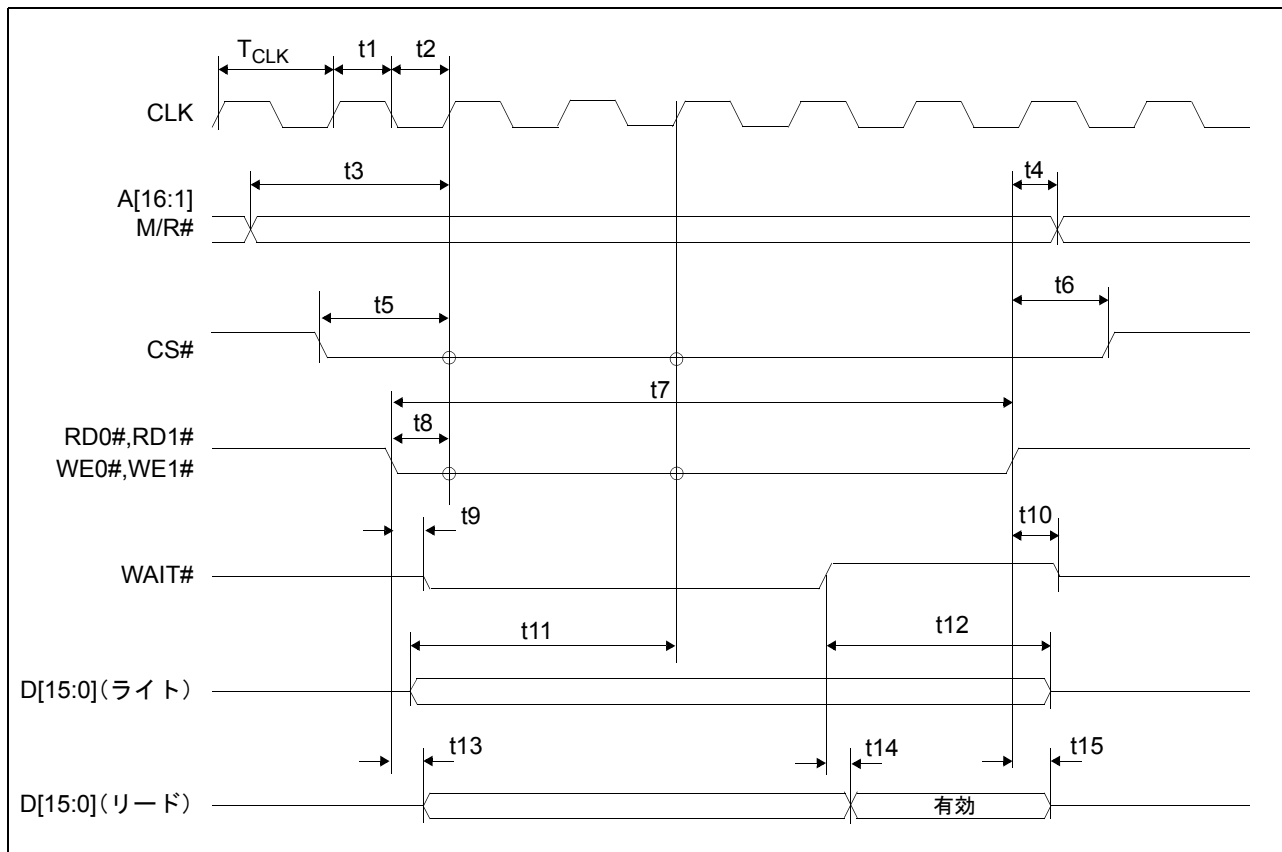 TCLK t1 t2
CLK
t3 t4
A[16:1]
M/R#
t5 t6
CS#
t7
t8
RD0#,RD1#
WE0#,WE1#
t9 t10
WAIT#
t11 t12
D[15:0](ライト)
t13 t14 t15
D[15:0](リード) 有効